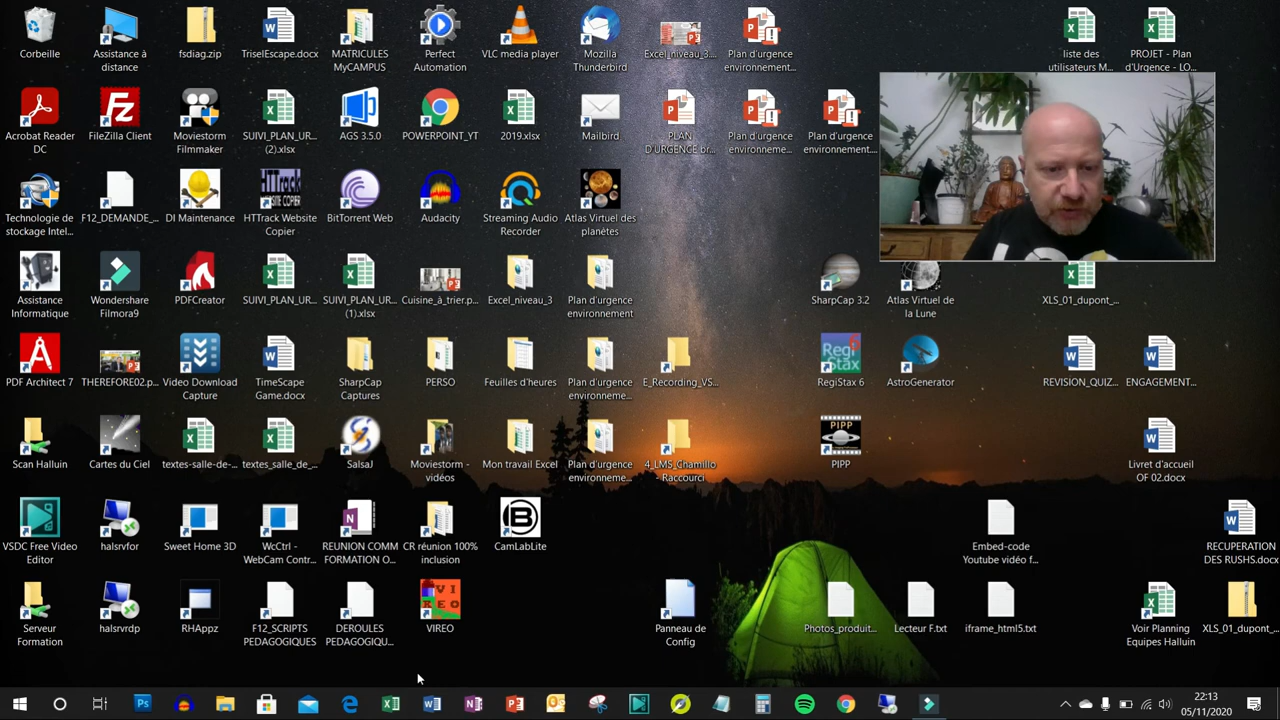 Corbeille
Assistance à
distance
fsdiag.zip
TriselEscape.docx
MATRICULES
MyCAMPUS
Perfect
Automation
VLC media player
Mozilla
Thunderbird
Excel_niveau_3....
Plan d'urgence
environnement...
liste des
utilisateurs M...
PROJET - Plan
d'Urgence - LO...
Acrobat Reader
DC
FileZilla Client
Moviestorm
Filmmaker
SUIVI_PLAN_UR...
(2).xlsx
AGS 3.5.0
POWERPOINT_YT
2019.xlsx
Mailbird
PLAN
D'URGENCE br...
Plan d'urgence
environneme...
Plan d'urgence
environnement....
Technologie de
stockage Intel...
F12_DEMANDE_...
DI Maintenance
HTTrack Website
Copier
BitTorrent Web
Audacity
Streaming Audio
Recorder
Atlas Virtuel des
planètes
Assistance
Informatique
Wondershare
Filmora9
PDFCreator
SUIVI_PLAN_UR...
SUIVI_PLAN_UR...
(1).xlsx
Cuisine_à_trier.p...
Excel_niveau_3
Plan d'urgence
environnement
SharpCap 3.2
Atlas Virtuel de
la Lune
XLS_01_dupont_...
PDF Architect 7
THEREFORE02.p...
Video Download
Capture
TimeScape
Game.docx
SharpCap
Captures
PERSO
Feuilles d'heures
Plan d'urgence
environneme...
E_Recording_VS...
RegiStax 6
AstroGenerator
REVISION_QUIZ...
ENGAGEMENT...
Scan Halluin
Cartes du Ciel
textes-salle-de-...
textes_salle_de_...
SalsaJ
Moviestorm -
vidéos
Mon travail Excel
Plan d'urgence
environneme...
4_LMS_Chamillo
- Raccourci
PIPP
Livret d'accueil
OF 02.docx
VSDC Free Video
Editor
halsrvfor
Sweet Home 3D
WcCtrl -
WebCam Contr...
REUNION COMM
FORMATION O...
CR réunion 100%
inclusion
CamLabLite
Embed-code
Youtube vidéo f...
RECUPERATION
DES RUSHS.docx
Serveur
Formation
halsrvrdp
RHAppz
F12_SCRIPTS
PEDAGOGIQUES
DEROULES
PEDAGOGIQU...
VIREO
Panneau de
Config
Photos_produit...
Lecteur F.txt
iframe_html5.txt
Voir Planning
Equipes Halluin
XLS_01_dupont_...
22:13
05/11/2020